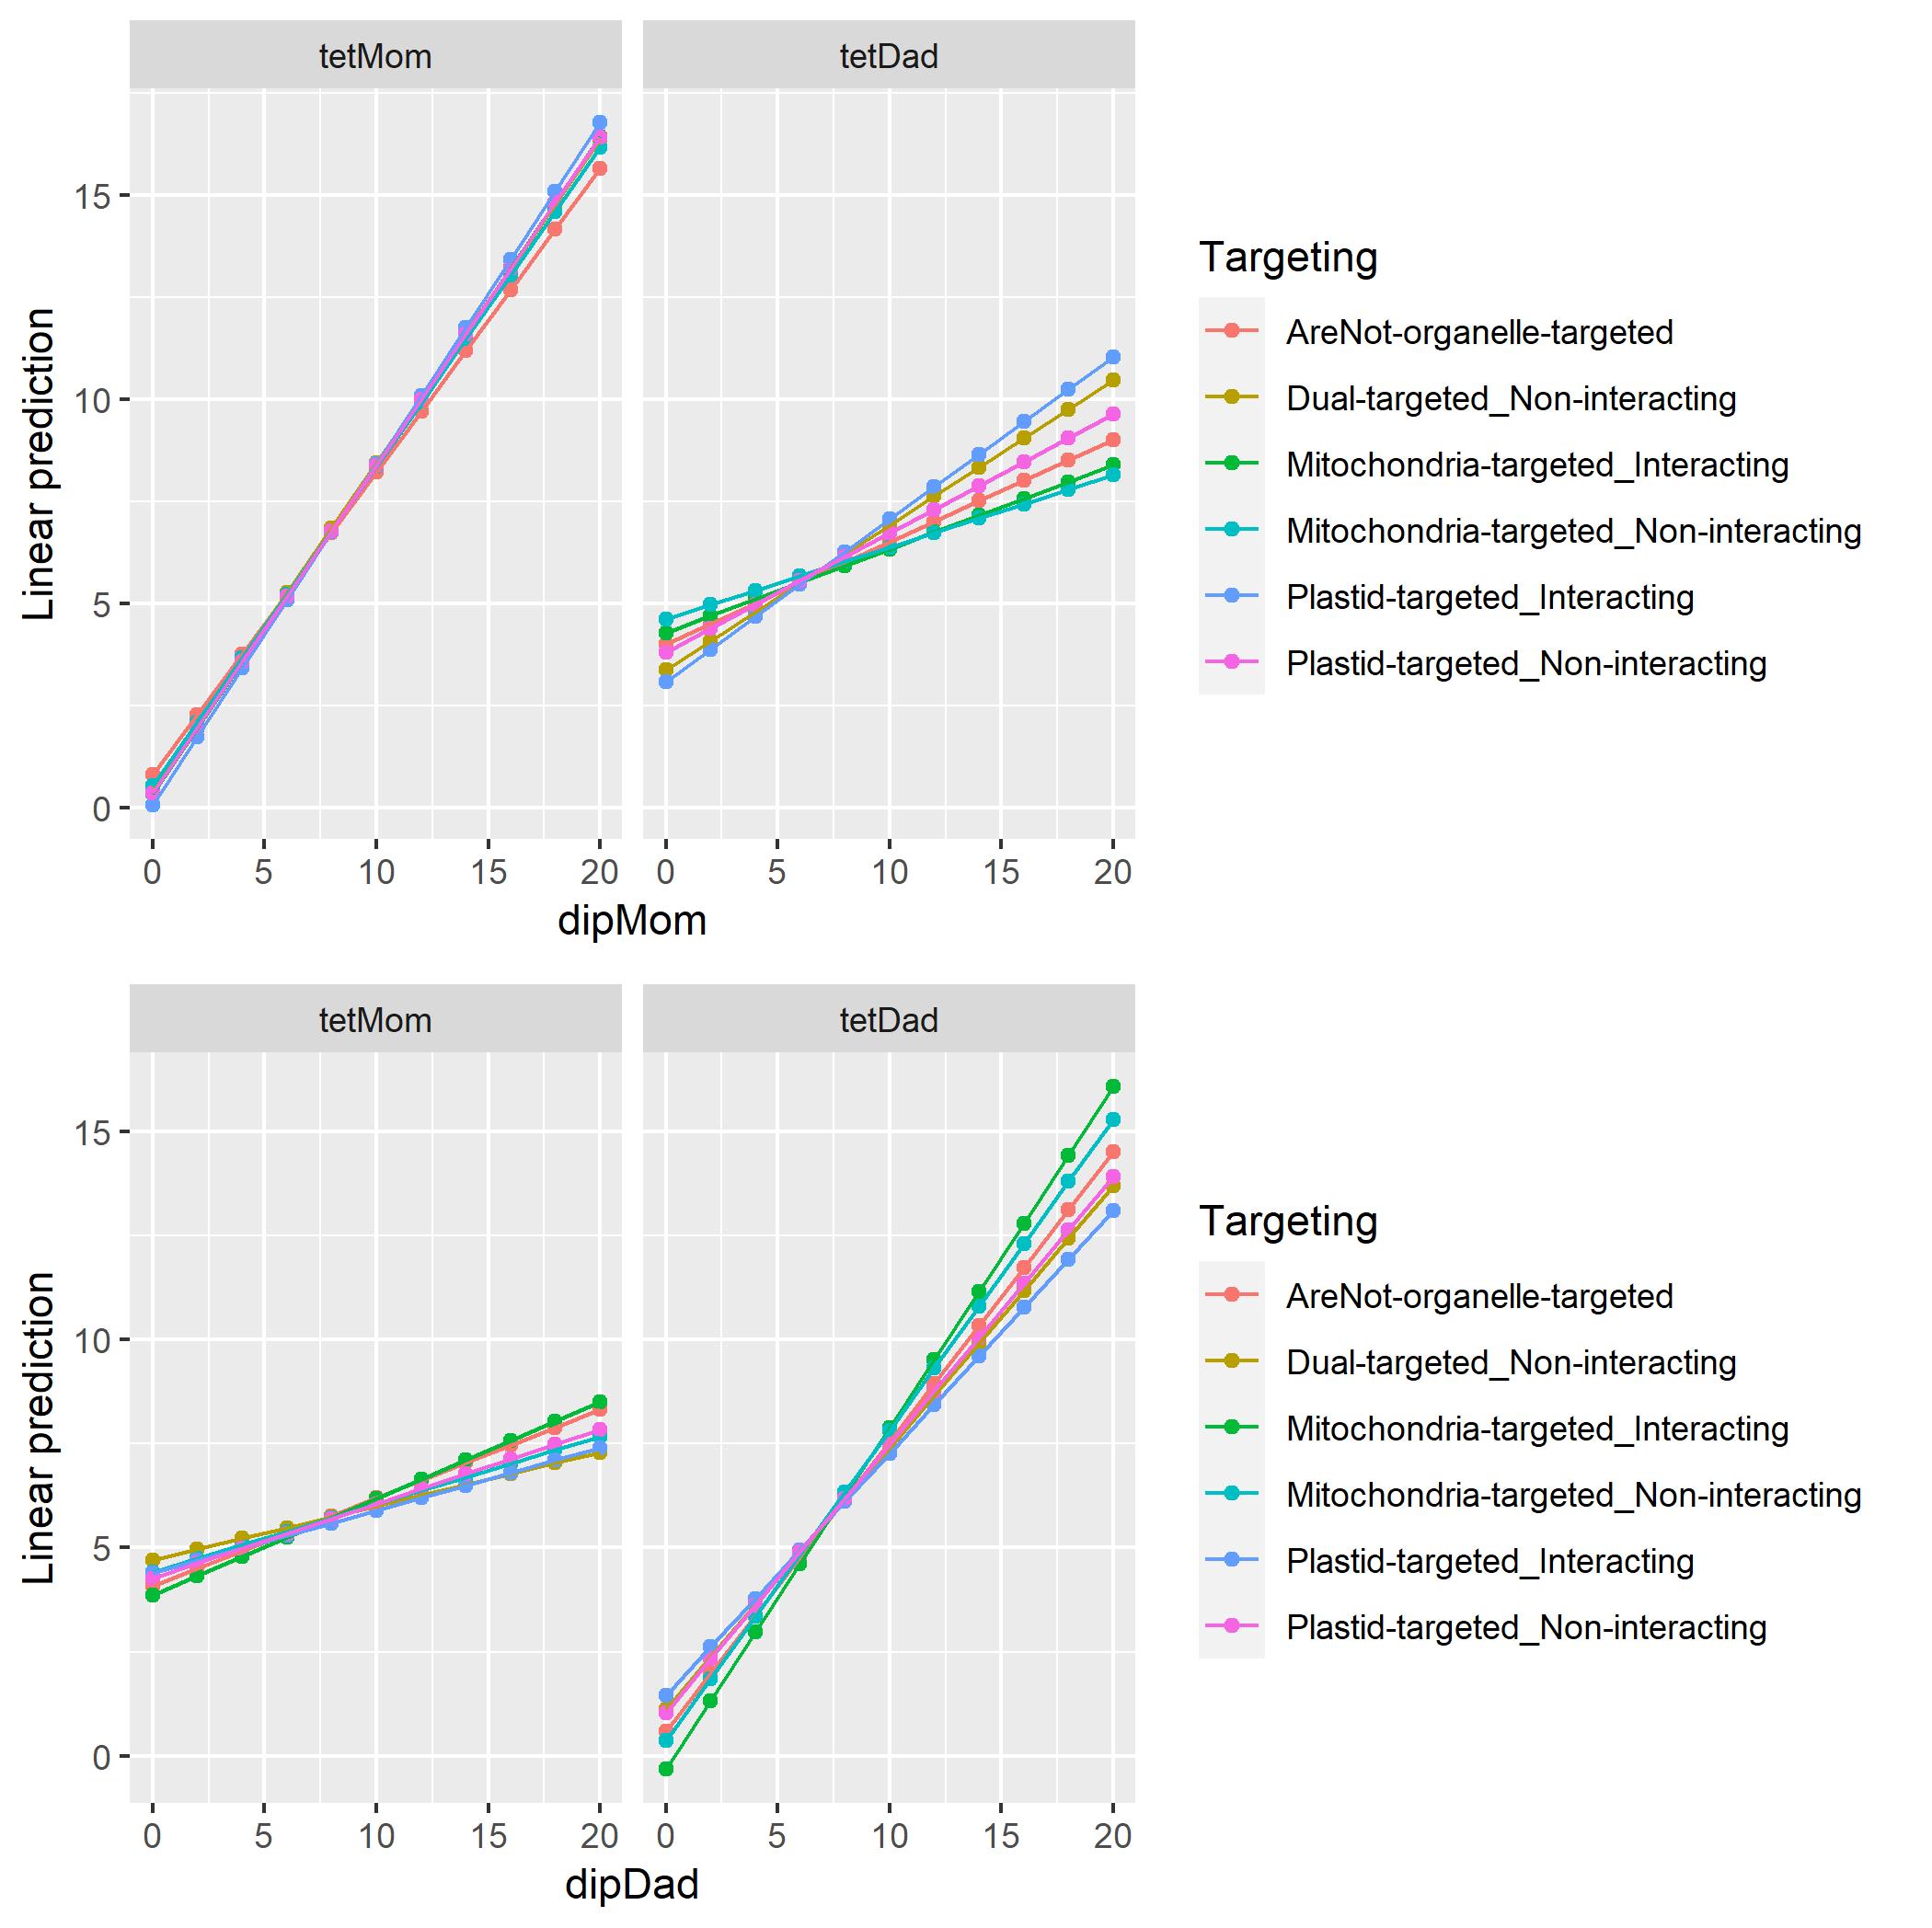 tetMom tetDad
15
10
5
0
Linear prediction
0 5 10 15 20 0 5 10 15 20
dipMom
Targeting
AreNot-organelle-targeted
Dual-targeted_Non-interacting
Mitochondria-targeted_Interacting
Mitochondria-targeted_Non-interacting
Plastid-targeted_Interacting
Plastid-targeted_Non-interacting
tetMom tetDad
15
10
5
0
Linear prediction
0 5 10 15 20 0 5 10 15 20
dipDad
Targeting
AreNot-organelle-targeted
Dual-targeted_Non-interacting
Mitochondria-targeted_Interacting
Mitochondria-targeted_Non-interacting
Plastid-targeted_Interacting
Plastid-targeted_Non-interacting